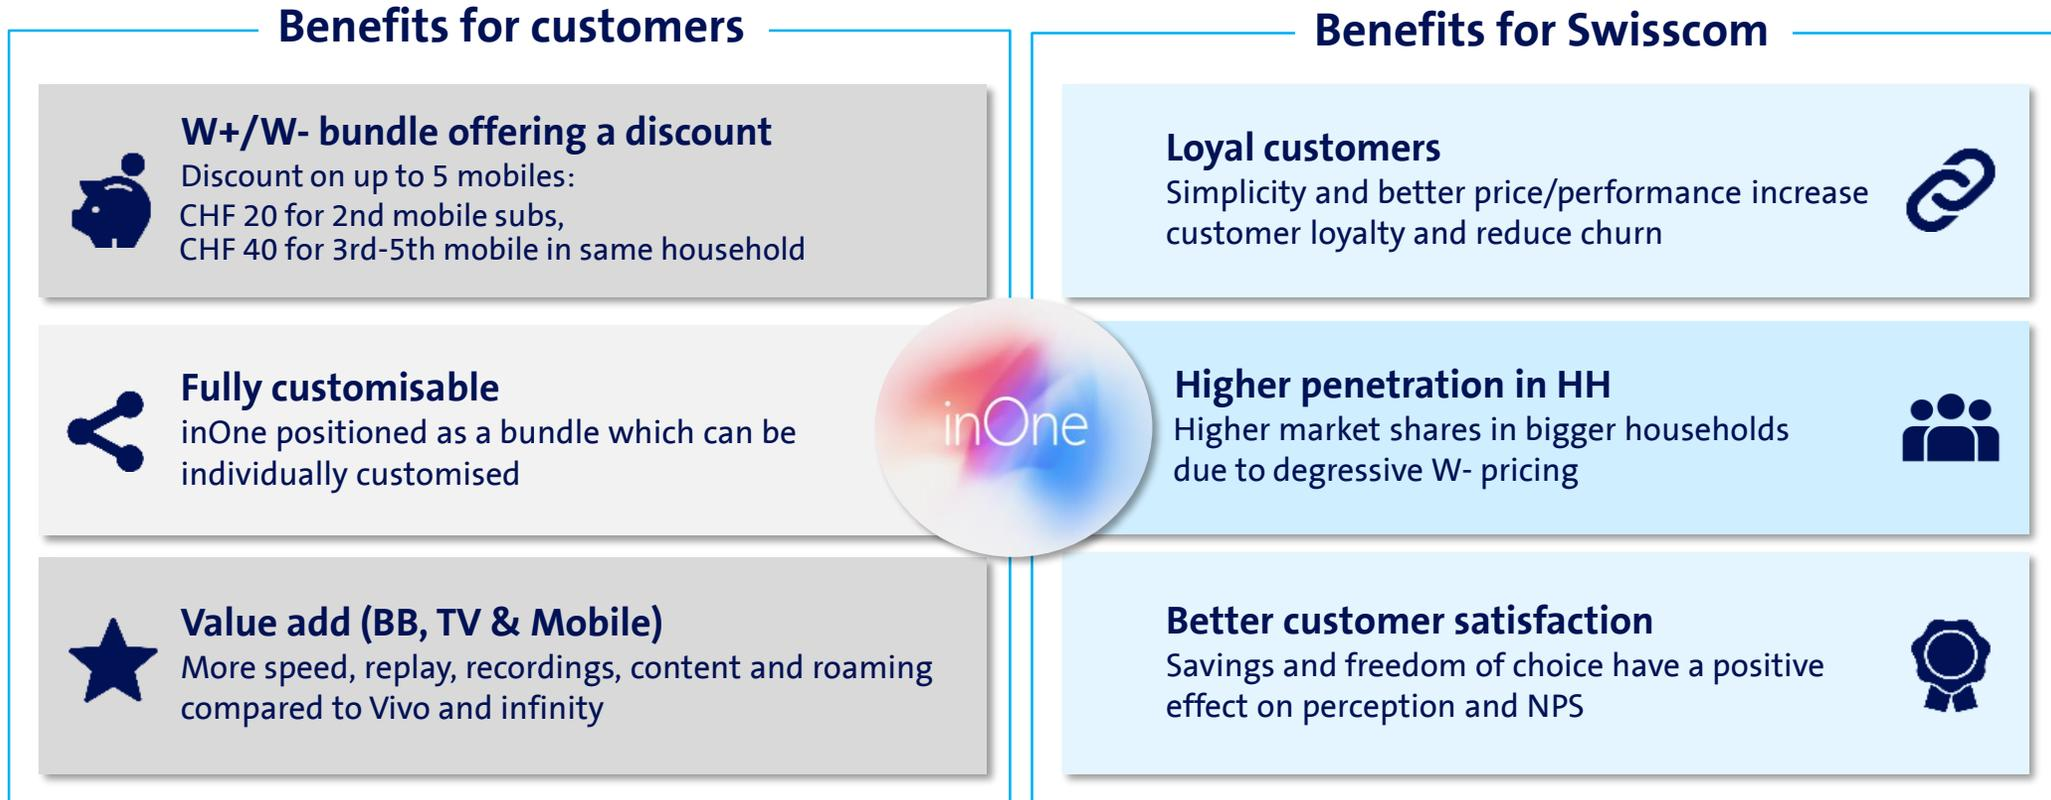 Benefits for customers
W+/W- bundle offering a discount
Discount on up to 5 mobiles:
CHF 20 for 2nd mobile subs,
CHF 40 for 3rd-5th mobile in same household
Fully customisable
inOne positioned as a bundle which can be
individually customised
Value add (BB, TV & Mobile)
More speed, replay, recordings, content and roaming
compared to Vivo and infinity
inOne
Benefits for Swisscom
Loyal customers
Simplicity and better price/performance increase
customer loyalty and reduce churn
Higher penetration in HH
Higher market shares in bigger households
due to degressive W- pricing
Better customer satisfaction
Savings and freedom of choice have a positive
effect on perception and NPS